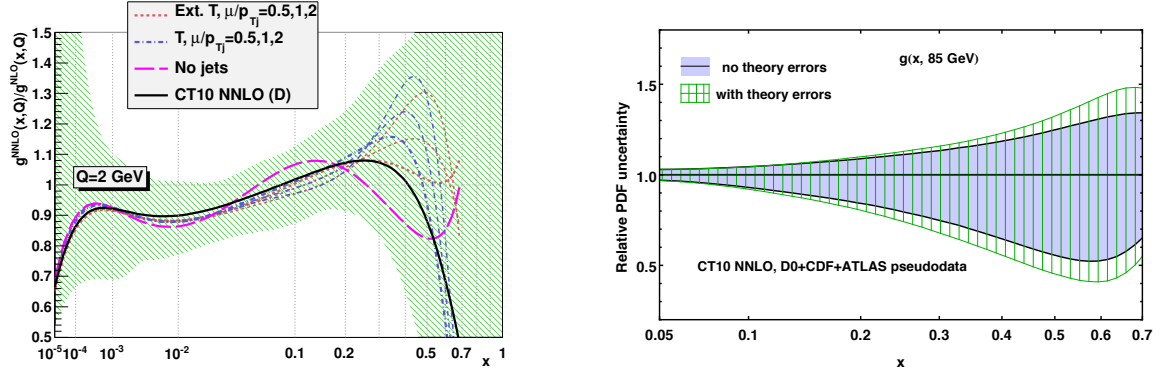 Ext. T, μ/p_Tj=0.5,1,2
T, μ/p_Tj=0.5,1,2
No jets
CT10 NNLO (D)
g^NNLO(x,Q)/g^NLO(x,Q)
1.5
1.4
1.3
1.2
1.1
1
0.9
0.8
0.7
0.6
0.5
Q=2 GeV
10^-5 10^-4 10^-3 10^-2 0.1 0.2 0.5 0.7 x 1
Relative PDF uncertainty
g(x, 85 GeV)
no theory errors
with theory errors
1.5
1.0
0.5
CT10 NNLO, D0+CDF+ATLAS pseudodata
0.05 0.1 0.2 0.3 0.4 0.5 0.6 0.7
x